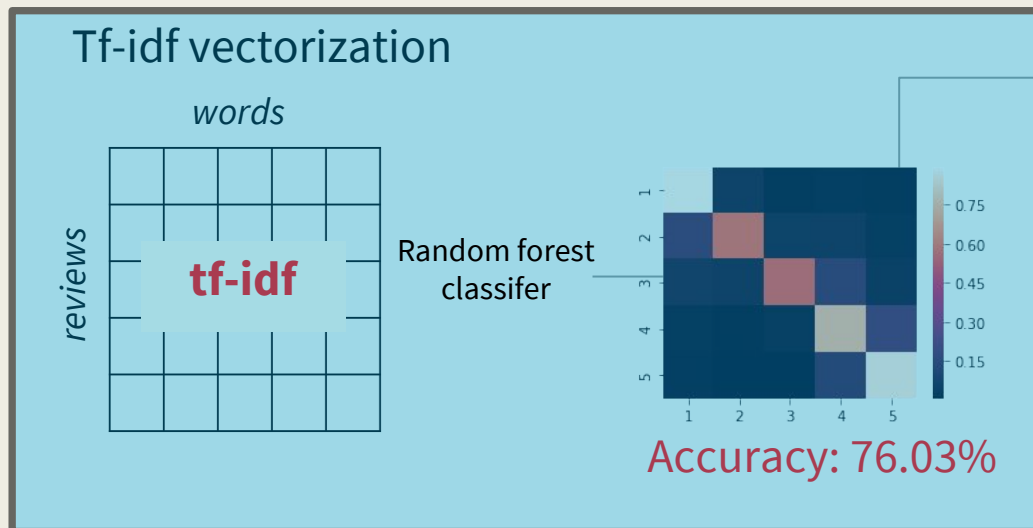 Tf-idf vectorization
words
reviews
tf-idf
Random forest
classifer
1
2
3
4
5
1 2 3 4 5
0.75
0.60
0.45
0.30
0.15
Accuracy: 76.03%